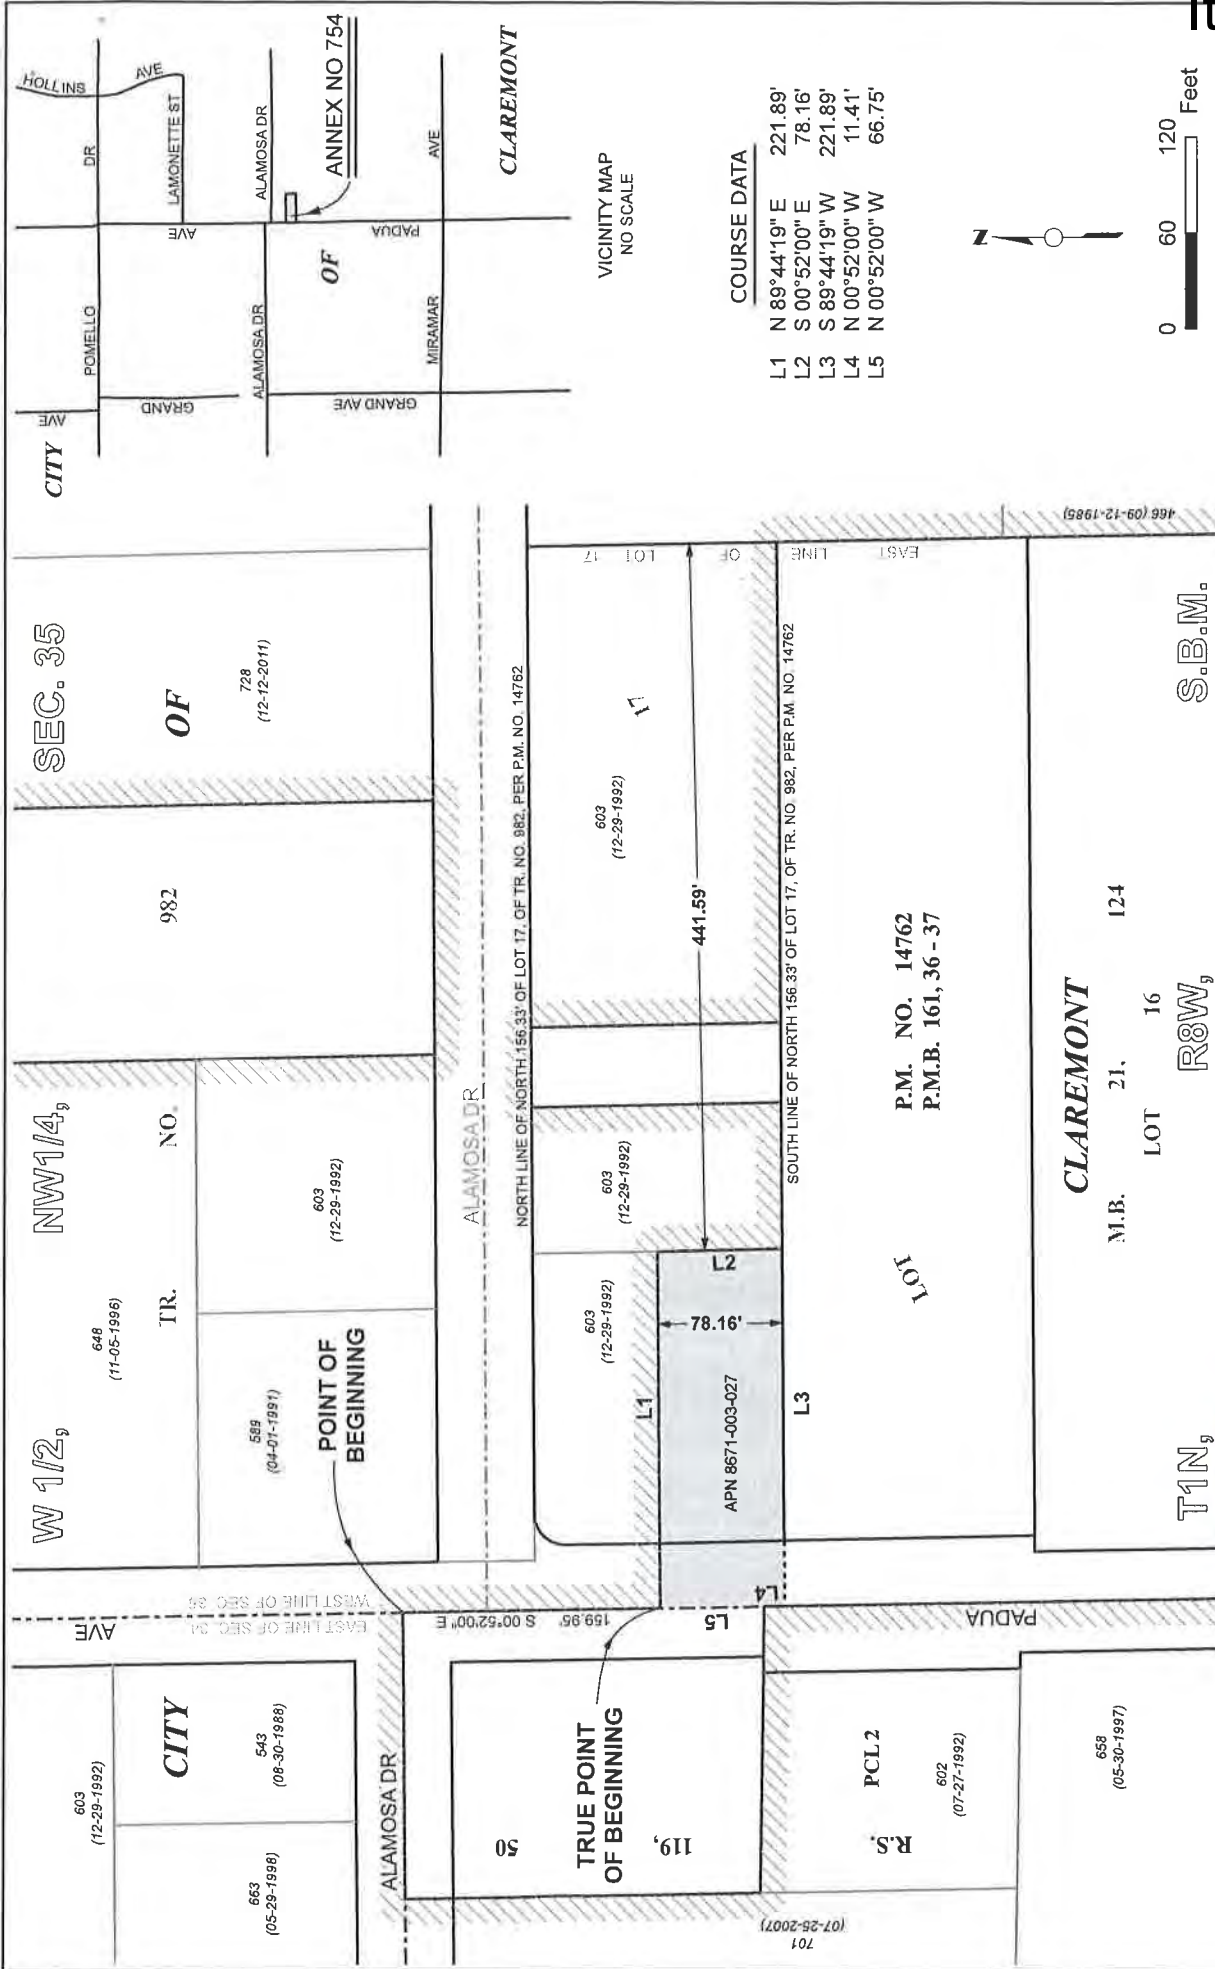 It
W 1/2,
NW1/4,
SEC. 35
648
(11-05-1996)
TR.
NO.
982
OF
728
(12-12-2011)
589
(04-01-1991)
603
(12-29-1992)
POINT OF
BEGINNING
AVE
EAST LINE OF SEC. 34
WEST LINE OF SEC 35
603
(12-29-1992)
CITY
543
(08-30-1988)
663
(05-29-1998)
ALAMOSA DR
ALAMOSA DR
S 00°52'00" E
159.95'
NORTH LINE OF NORTH 156.33' OF LOT 17, OF TR. NO. 982, PER P.M. NO. 14762
50
119,
TRUE POINT
OF BEGINNING
603
(12-29-1992)
603
(12-29-1992)
603
(12-29-1992)
17
EAST LINE OF LOT 17
441.59'
L1
L2
78.16'
APN 8671-003-027
L3
L4
L5
SOUTH LINE OF NORTH 156.33' OF LOT 17, OF TR. NO. 982, PER P.M. NO. 14762
701
(07-25-2007)
R.S.
PCL 2
602
(07-27-1992)
658
(05-30-1997)
PADUA
LOT
P.M. NO. 14762
P.M.B. 161, 36 - 37
CLAREMONT
M.B. 21, 124
LOT 16
466 (09-12-1985)
T1N,
R8W,
S.B.M.
CITY
AVE
GRAND
POMELLO
DR
HOLLINS
AVE
LAMONETTE ST
AVE
ALAMOSA DR
ALAMOSA DR
GRAND AVE
OF
PADUA
ANNEX NO 754
MIRAMAR
AVE
CLAREMONT
VICINITY MAP
NO SCALE
COURSE DATA
L1 N 89°44'19" E 221.89'
L2 S 00°52'00" E 78.16'
L3 S 89°44'19" W 221.89'
L4 N 00°52'00" W 11.41'
L5 N 00°52'00" W 66.75'
N
0 60 120
Feet